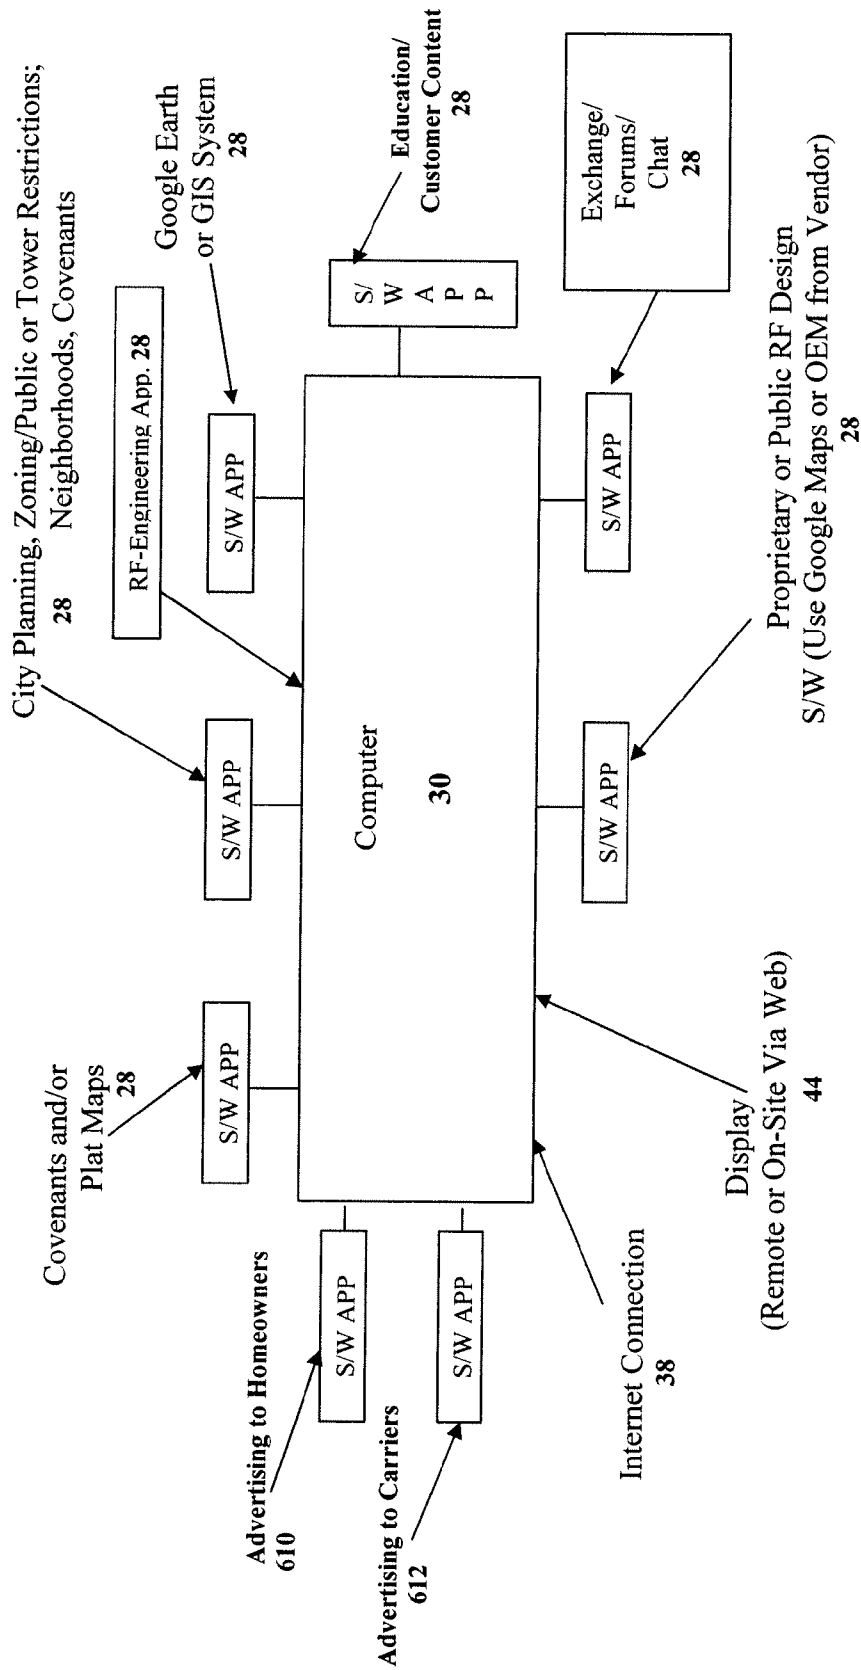 City Planning, Zoning/Public or Tower Restrictions;
28 Neighborhoods, Covenants
Covenants and/or
Plat Maps
28
RF-Engineering App. 28
Google Earth
or GIS System
28
S/W APP
S/W APP
S/W APP
Advertising to Homeowners
610
S/W APP
Advertising to Carriers
612
S/W APP
Computer
30
S/
W
A
P
P
Education/
Customer Content
28
S/W APP
S/W APP
Exchange/
Forums/
Chat
28
Internet Connection
38
Display
(Remote or On-Site Via Web)
44
Proprietary or Public RF Design
S/W (Use Google Maps or OEM from Vendor)
28